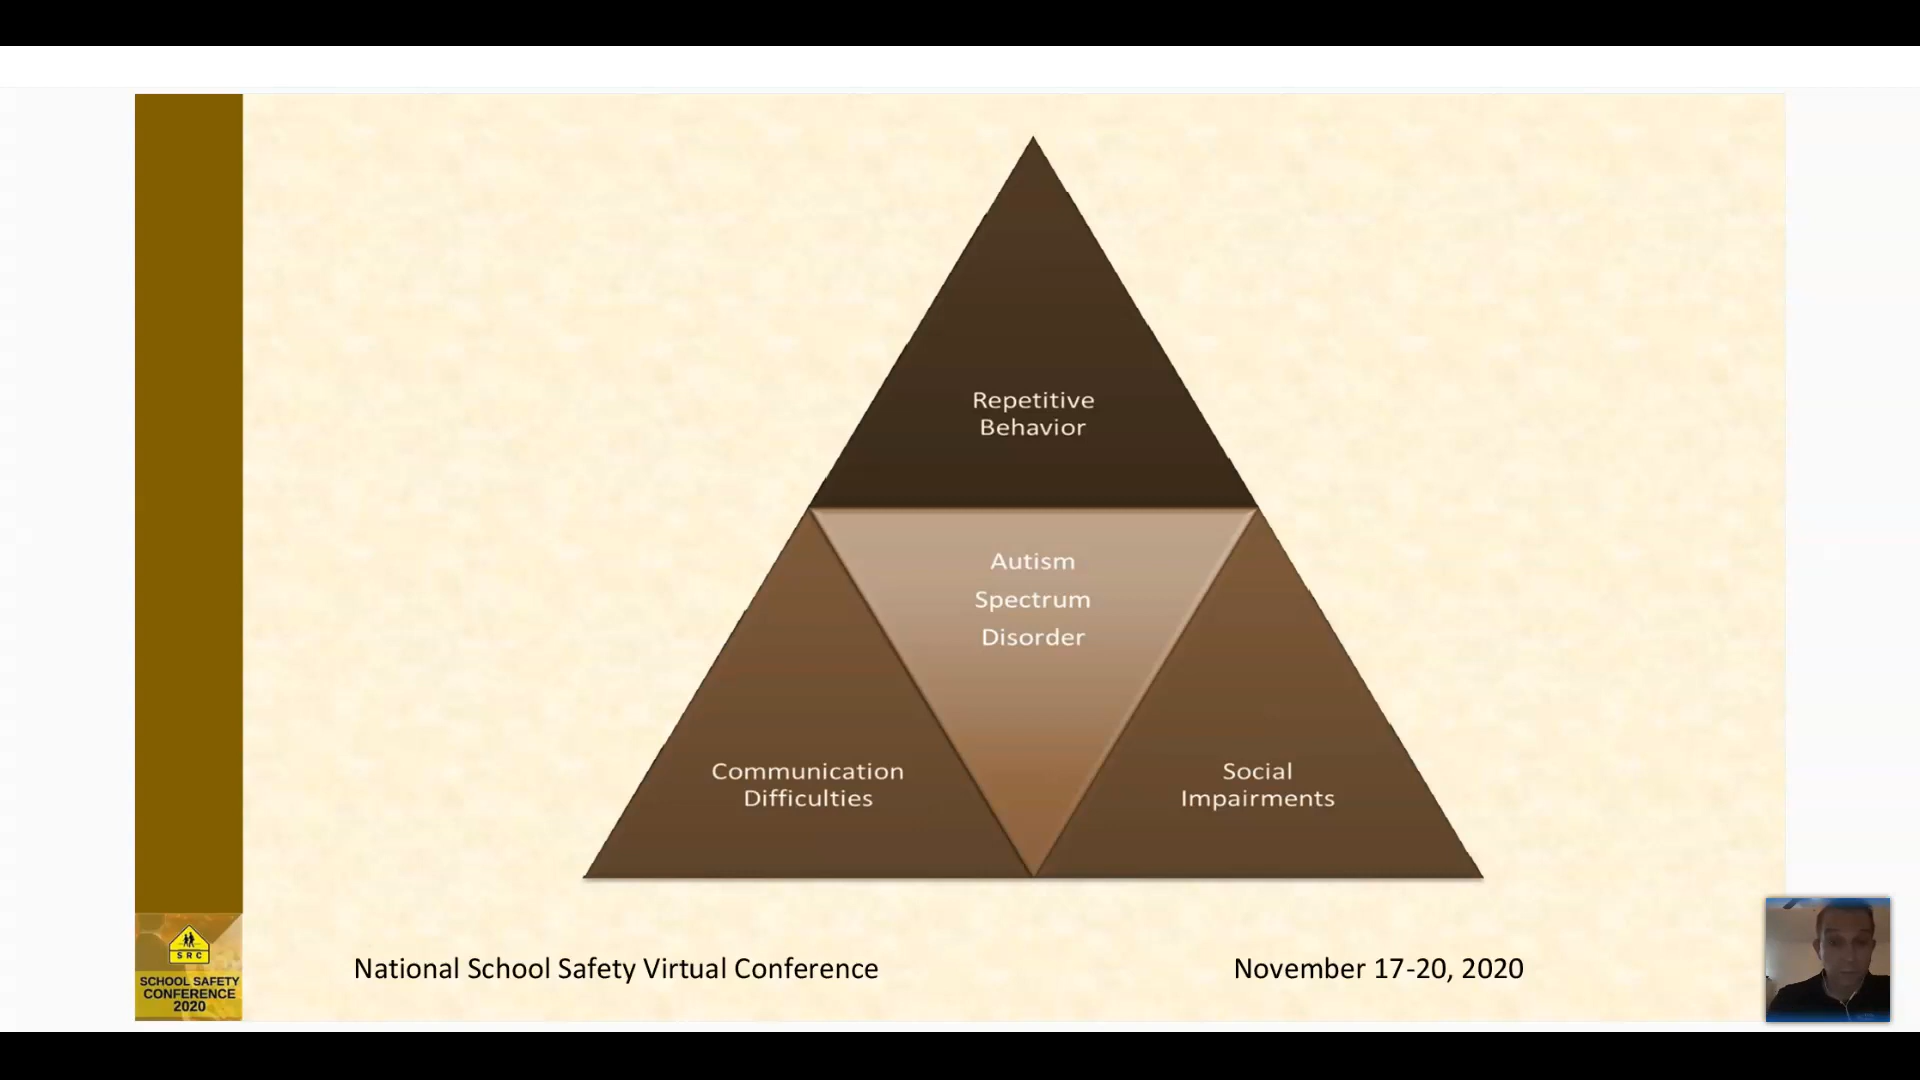 Repetitive
Behavior
Autism
Spectrum
Disorder
Communication
Difficulties
Social
Impairments
SRC
SCHOOL SAFETY
CONFERENCE
2020
National School Safety Virtual Conference
November 17-20, 2020